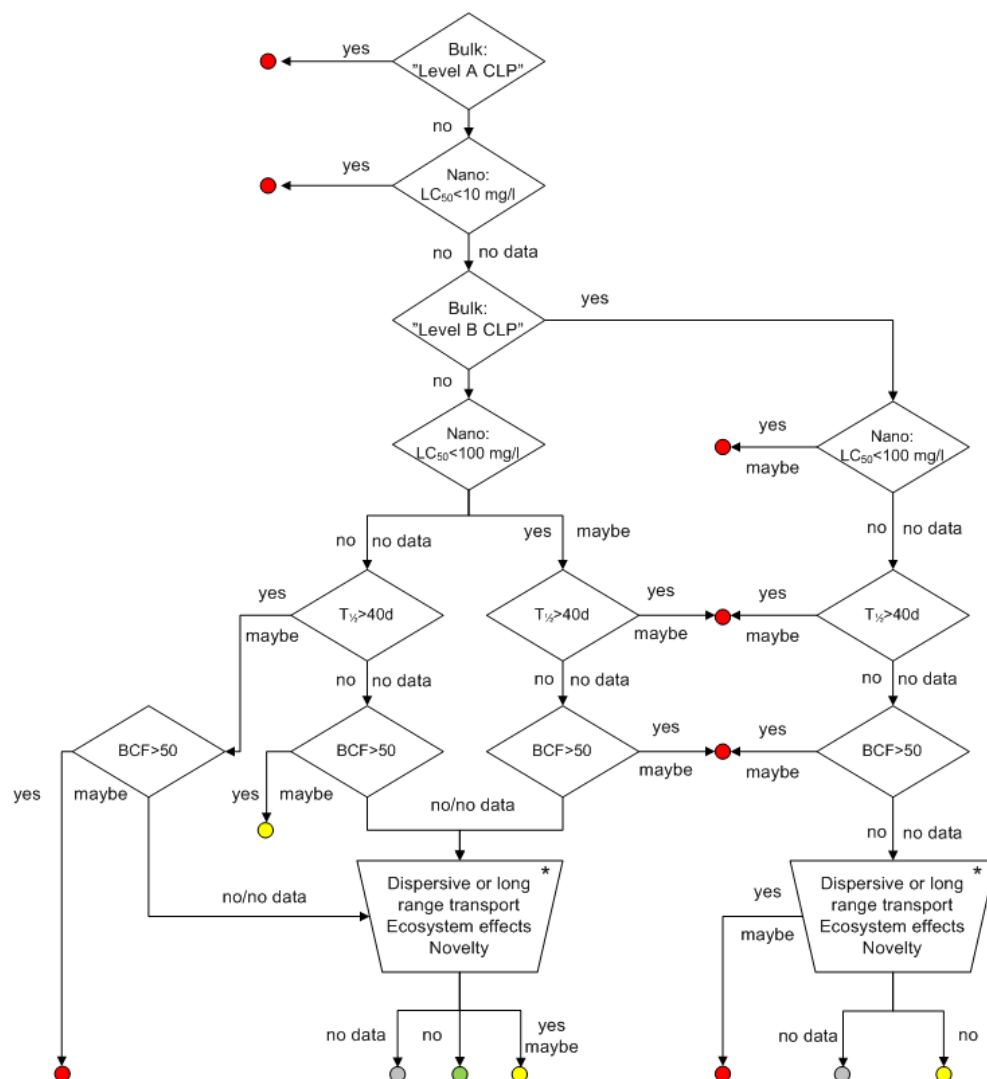 yes
Bulk:
"Level A CLP"
no
yes
Nano:
LC₅₀<10 mg/l
no no data
Bulk:
"Level B CLP"
yes
no
Nano:
LC₅₀<100 mg/l
yes
maybe
Nano:
LC₅₀<100 mg/l
no no data
yes maybe
no no data
yes
maybe
T½>40d
T½>40d
yes
maybe
yes
maybe
T½>40d
no no data
no no data
no no data
BCF>50
BCF>50
BCF>50
yes
maybe
yes
maybe
BCF>50
yes
maybe
yes
maybe
no/no data
no no data
no/no data
*
Dispersive or long
range transport
Ecosystem effects
Novelty
yes
maybe
*
Dispersive or long
range transport
Ecosystem effects
Novelty
no data
no
yes
maybe
no data
no